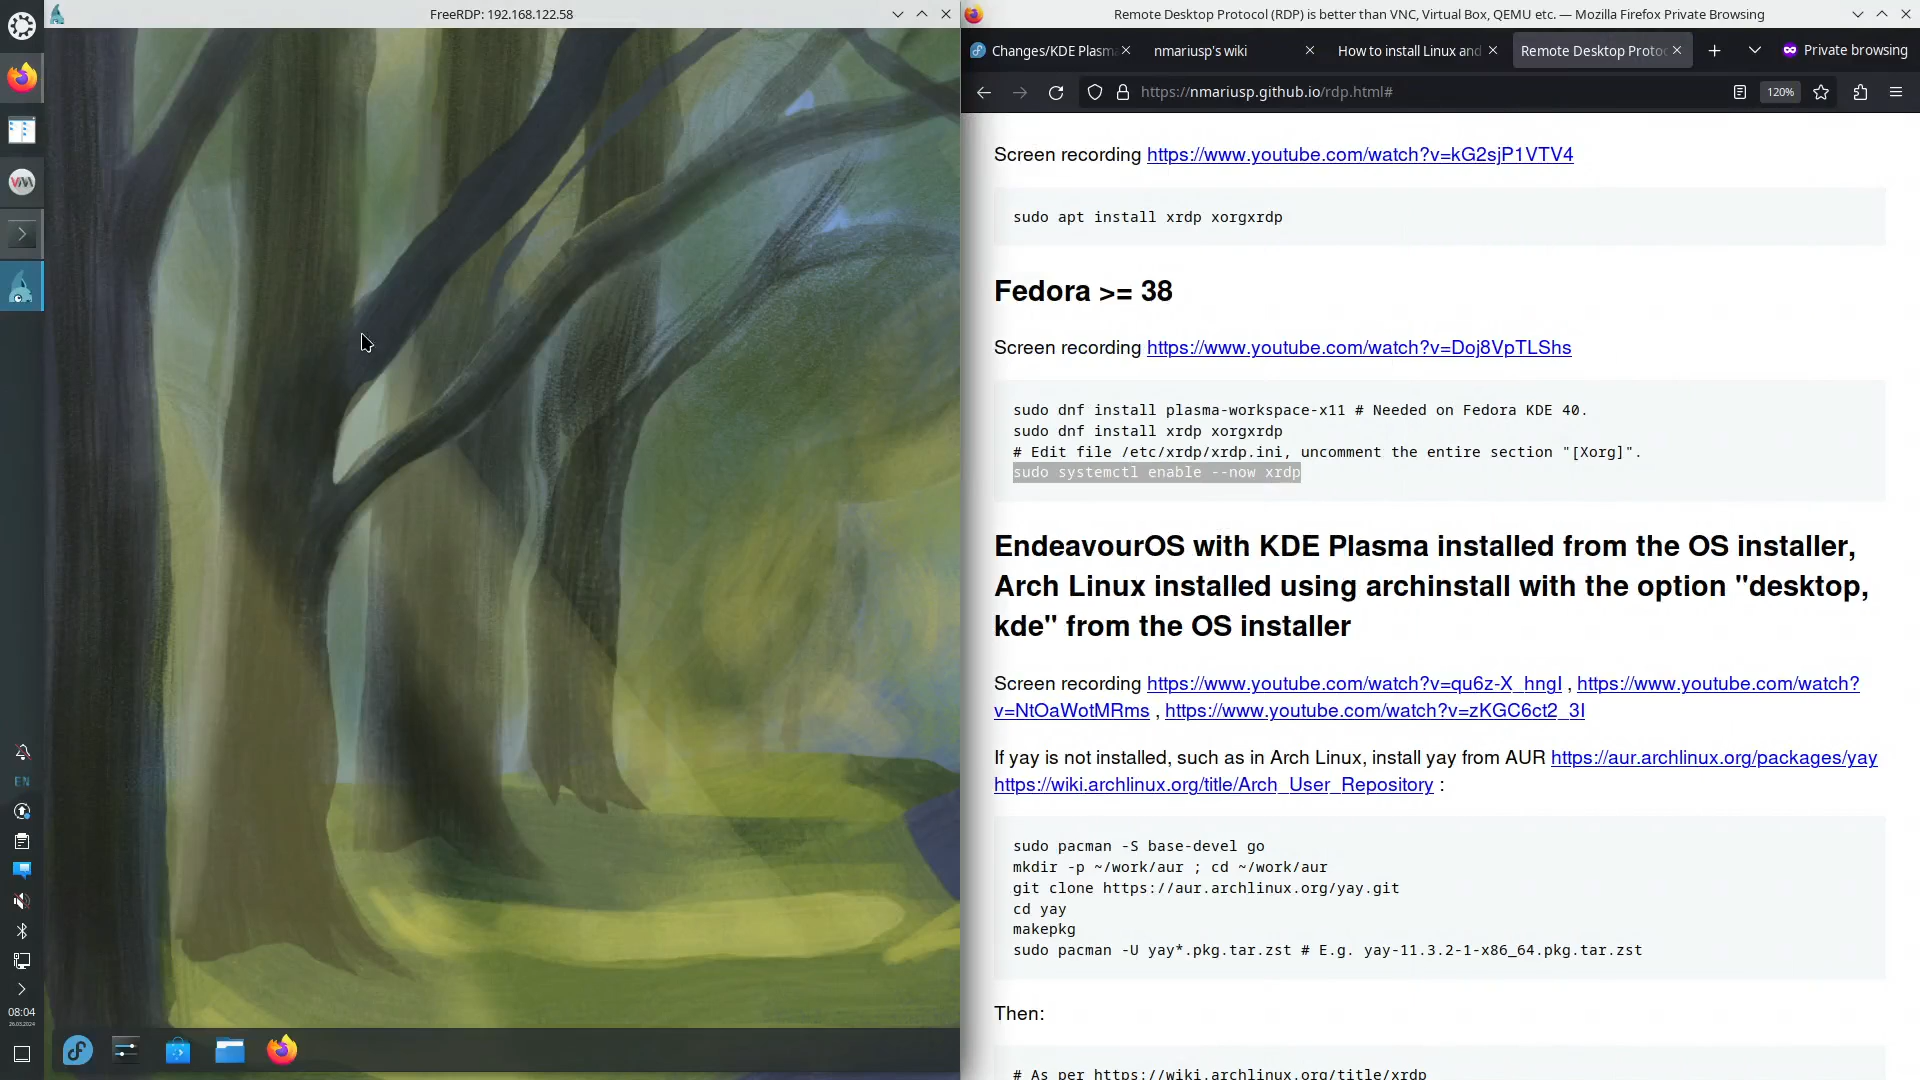 FreeRDP: 192.168.122.58
Remote Desktop Protocol (RDP) is better than VNC, Virtual Box, QEMU etc. — Mozilla Firefox Private Browsing
Changes/KDE Plasm
nmariusp's wiki
How to install Linux and
Remote Desktop Proto
Private browsing
https://nmariusp.github.io/rdp.html#
120%
Screen recording https://www.youtube.com/watch?v=kG2sjP1VTV4
sudo apt install xrdp xorgxrdp
Fedora >= 38
Screen recording https://www.youtube.com/watch?v=Doj8VpTLShs
sudo dnf install plasma-workspace-x11 # Needed on Fedora KDE 40.
sudo dnf install xrdp xorgxrdp
# Edit file /etc/xrdp/xrdp.ini, uncomment the entire section "[Xorg]".
sudo systemctl enable --now xrdp
EndeavourOS with KDE Plasma installed from the OS installer,
Arch Linux installed using archinstall with the option "desktop,
kde" from the OS installer
Screen recording https://www.youtube.com/watch?v=qu6z-X_hngI , https://www.youtube.com/watch?
v=NtOaWotMRms , https://www.youtube.com/watch?v=zKGC6ct2_3I
If yay is not installed, such as in Arch Linux, install yay from AUR https://aur.archlinux.org/packages/yay
https://wiki.archlinux.org/title/Arch_User_Repository :
sudo pacman -S base-devel go
mkdir -p ~/work/aur ; cd ~/work/aur
git clone https://aur.archlinux.org/yay.git
cd yay
makepkg
sudo pacman -U yay*.pkg.tar.zst # E.g. yay-11.3.2-1-x86_64.pkg.tar.zst
Then:
# As per https://wiki.archlinux.org/title/xrdp
VM
EN
08:04
26.03.2024